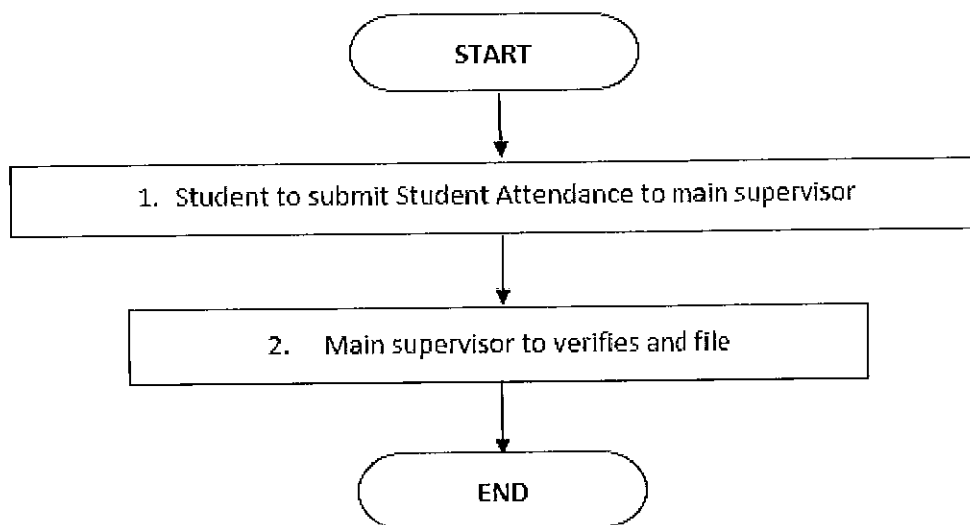 START
1. Student to submit Student Attendance to main supervisor
2. Main supervisor to verifies and file
END